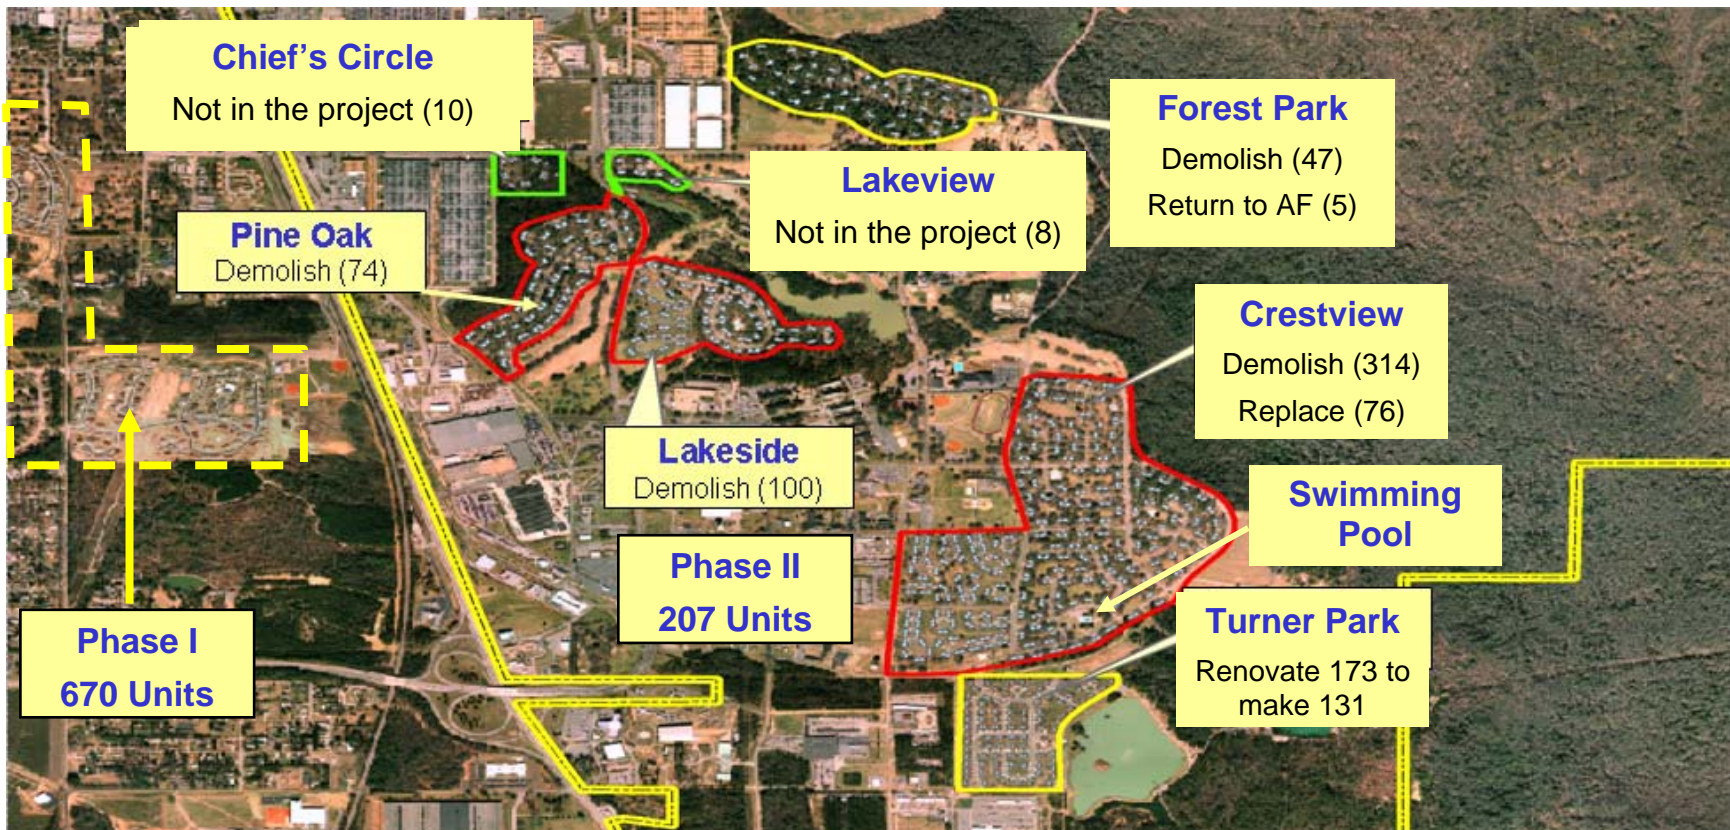 Chief's Circle
Not in the project (10)
Forest Park
Demolish (47)
Return to AF (5)
Lakeview
Not in the project (8)
Pine Oak
Demolish (74)
Crestview
Demolish (314)
Replace (76)
Lakeside
Demolish (100)
Swimming
Pool
Phase II
207 Units
Turner Park
Renovate 173 to
make 131
Phase I
670 Units